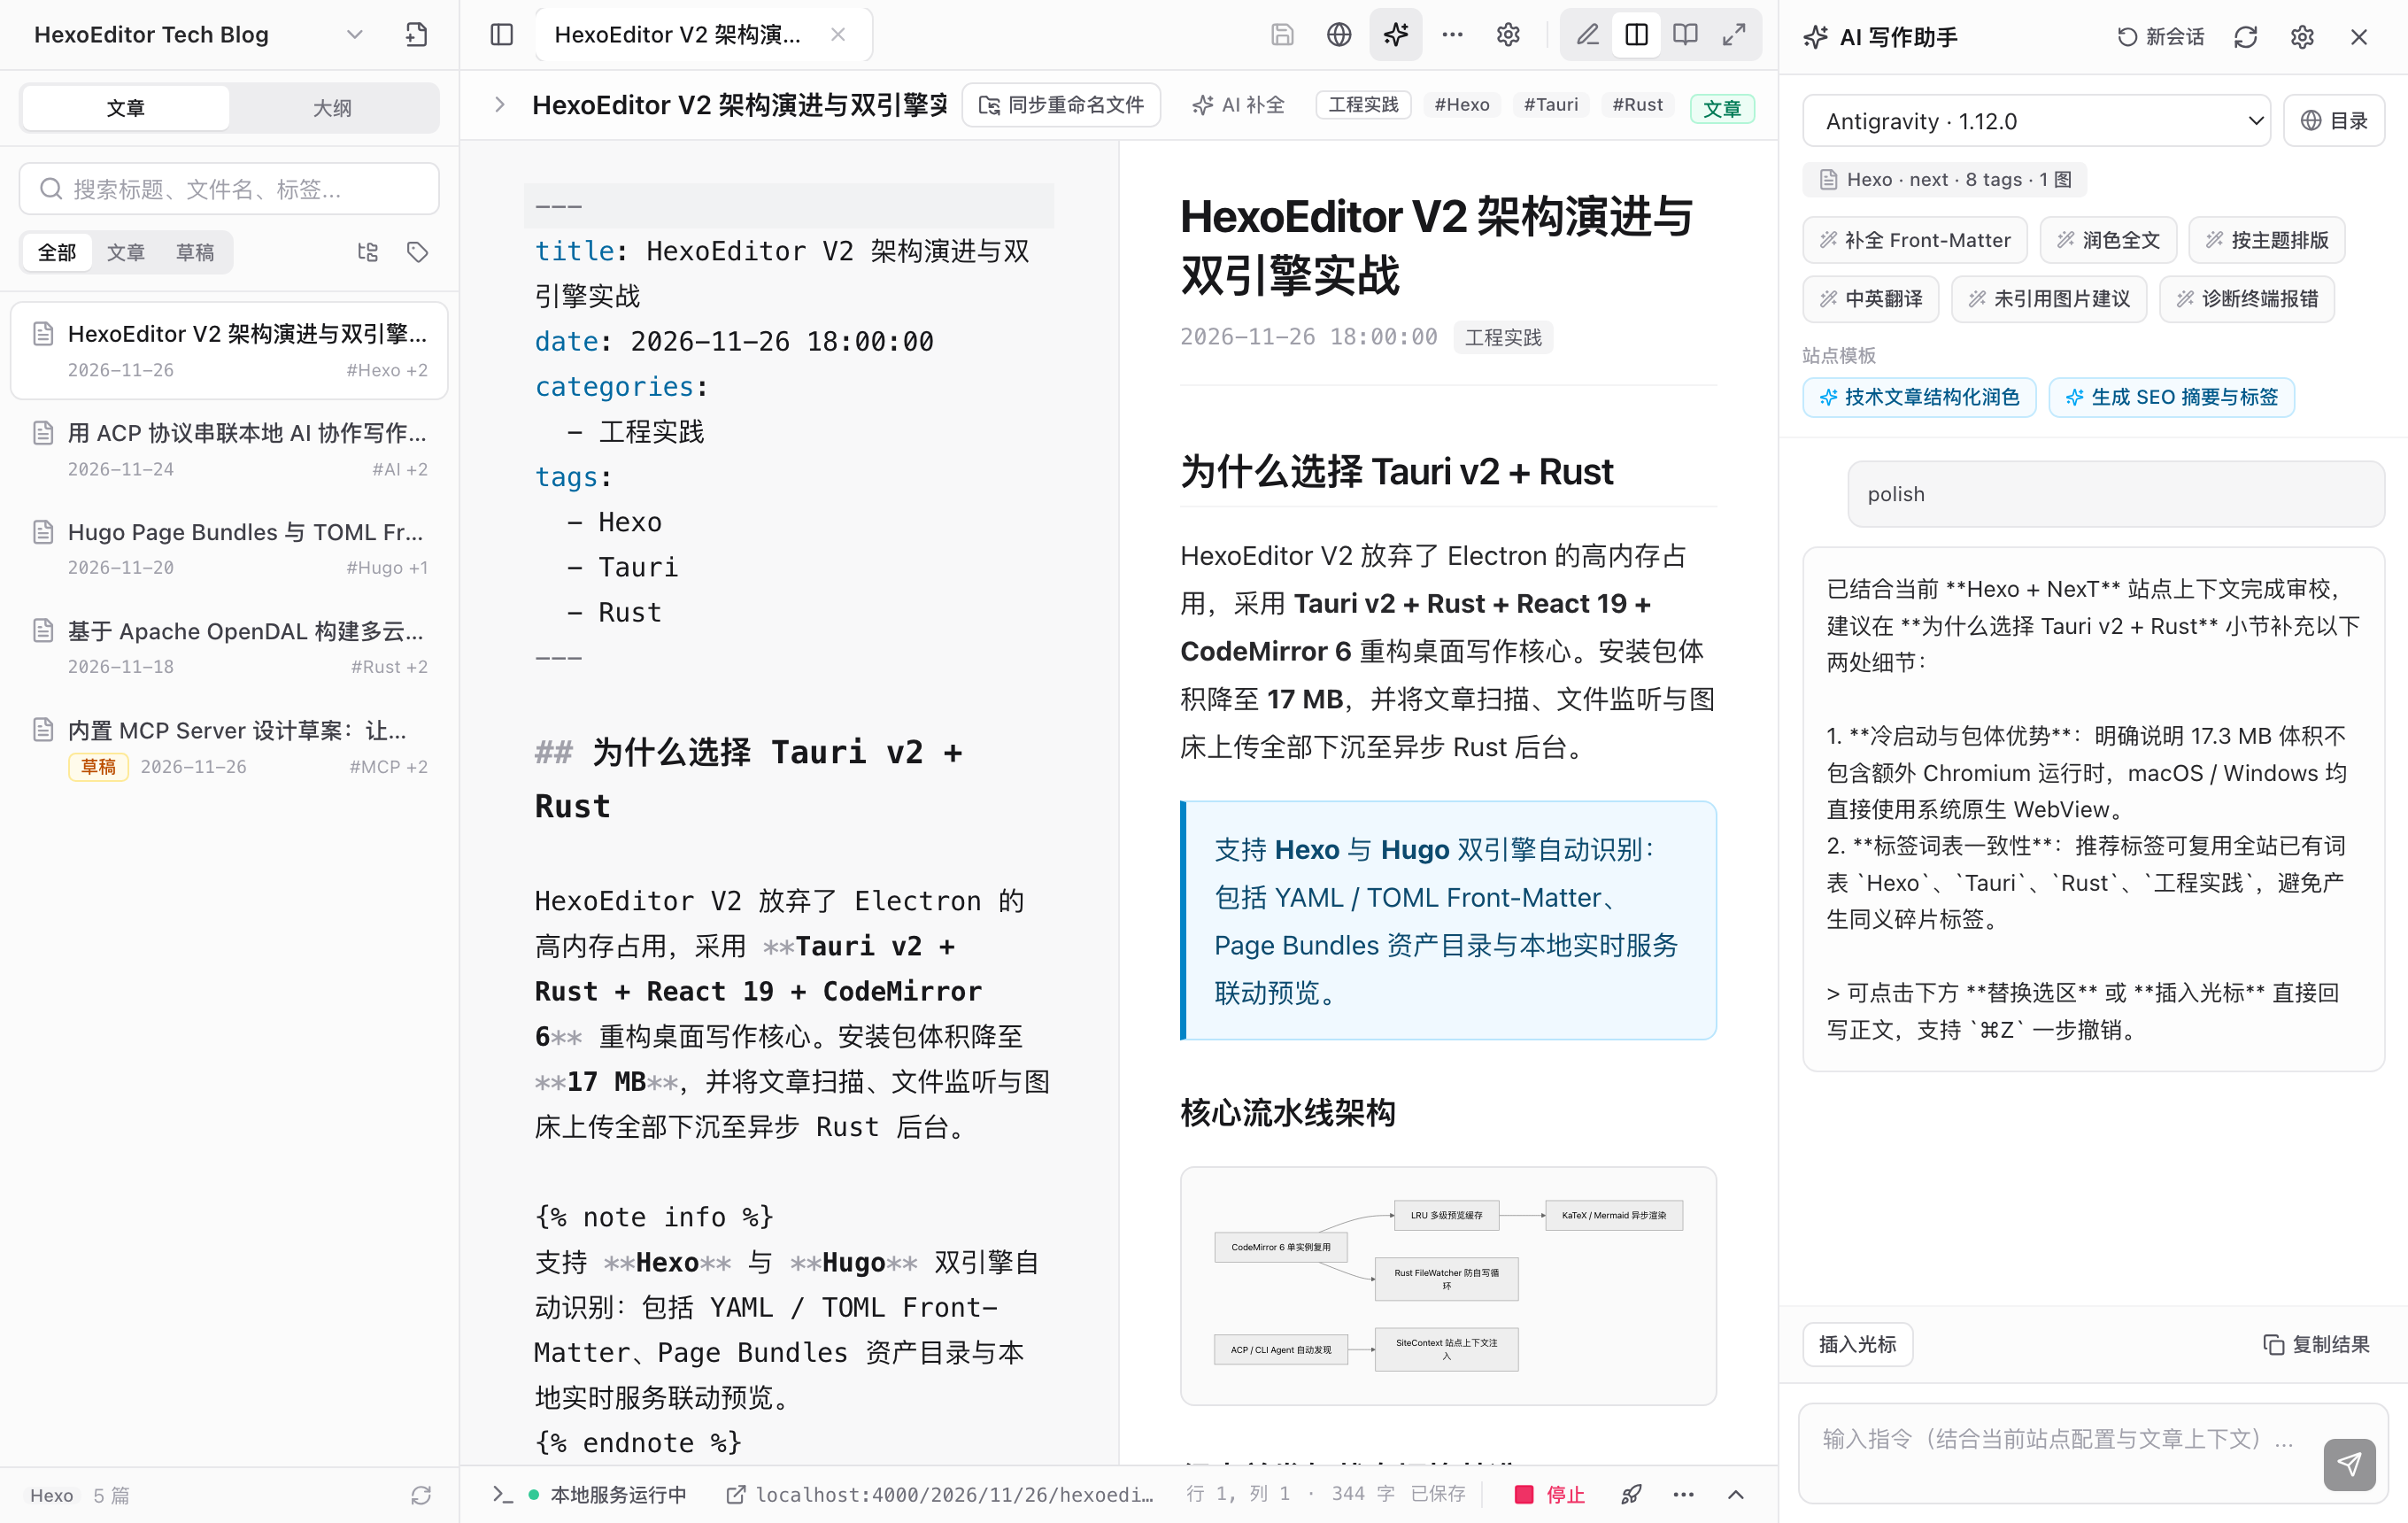 HexoEditor Tech Blog
文章
大纲
搜索标题、文件名、标签...
全部
文章
草稿
HexoEditor V2 架构演进与双引擎...
2026-11-26
#Hexo +2
用 ACP 协议串联本地 AI 协作写作...
2026-11-24
#AI +2
Hugo Page Bundles 与 TOML Fr...
2026-11-20
#Hugo +1
基于 Apache OpenDAL 构建多云...
2026-11-18
#Rust +2
内置 MCP Server 设计草案：让...
草稿
2026-11-26
#MCP +2
Hexo
5 篇
HexoEditor V2 架构演...
HexoEditor V2 架构演进与双引擎实
同步重命名文件
AI 补全
工程实践
#Hexo
#Tauri
#Rust
文章
---
title: HexoEditor V2 架构演进与双
引擎实战
date: 2026-11-26 18:00:00
categories:
- 工程实践
tags:
- Hexo
- Tauri
- Rust
---
## 为什么选择 Tauri v2 +
Rust
HexoEditor V2 放弃了 Electron 的
高内存占用，采用 **Tauri v2 +
Rust + React 19 + CodeMirror
6** 重构桌面写作核心。安装包体积降至
**17 MB**，并将文章扫描、文件监听与图
床上传全部下沉至异步 Rust 后台。
{% note info %}
支持 **Hexo** 与 **Hugo** 双引擎自
动识别：包括 YAML / TOML Front-
Matter、Page Bundles 资产目录与本
地实时服务联动预览。
{% endnote %}
HexoEditor V2 架构演进与
双引擎实战
2026-11-26 18:00:00
工程实践
为什么选择 Tauri v2 + Rust
HexoEditor V2 放弃了 Electron 的高内存占
用，采用 Tauri v2 + Rust + React 19 +
CodeMirror 6 重构桌面写作核心。安装包体
积降至 17 MB，并将文章扫描、文件监听与图
床上传全部下沉至异步 Rust 后台。
支持 Hexo 与 Hugo 双引擎自动识别：
包括 YAML / TOML Front-Matter、
Page Bundles 资产目录与本地实时服务
联动预览。
核心流水线架构
CodeMirror 6 单实例复用
LRU 多级预览缓存
KaTeX / Mermaid 异步渲染
Rust FileWatcher 防自写循
环
ACP / CLI Agent 自动发现
SiteContext 站点上下文注
入
本地服务运行中
localhost:4000/2026/11/26/hexoedi...
行 1, 列 1 · 344 字 已保存
停止
AI 写作助手
新会话
Antigravity · 1.12.0
目录
Hexo · next · 8 tags · 1 图
补全 Front-Matter
润色全文
按主题排版
中英翻译
未引用图片建议
诊断终端报错
站点模板
技术文章结构化润色
生成 SEO 摘要与标签
polish
已结合当前 **Hexo + NexT** 站点上下文完成审校，
建议在 **为什么选择 Tauri v2 + Rust** 小节补充以下
两处细节：
1. **冷启动与包体优势**：明确说明 17.3 MB 体积不
包含额外 Chromium 运行时，macOS / Windows 均
直接使用系统原生 WebView。
2. **标签词表一致性**：推荐标签可复用全站已有词
表 `Hexo`、`Tauri`、`Rust`、`工程实践`，避免产
生同义碎片标签。
> 可点击下方 **替换选区** 或 **插入光标** 直接回
写正文，支持 `⌘Z` 一步撤销。
插入光标
复制结果
输入指令（结合当前站点配置与文章上下文）...